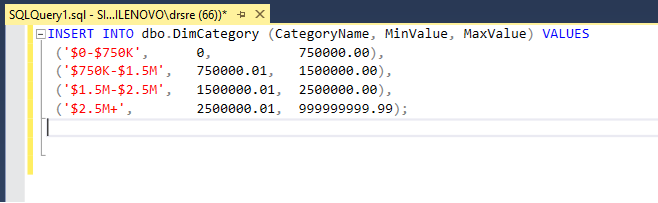 SQLQuery1.sql - SI...ILENOVO\drsre (66))*
INSERT INTO dbo.DimCategory (CategoryName, MinValue, MaxValue) VALUES
('$0-$750K', 0, 750000.00),
('$750K-$1.5M', 750000.01, 1500000.00),
('$1.5M-$2.5M', 1500000.01, 2500000.00),
('$2.5M+', 2500000.01, 999999999.99);